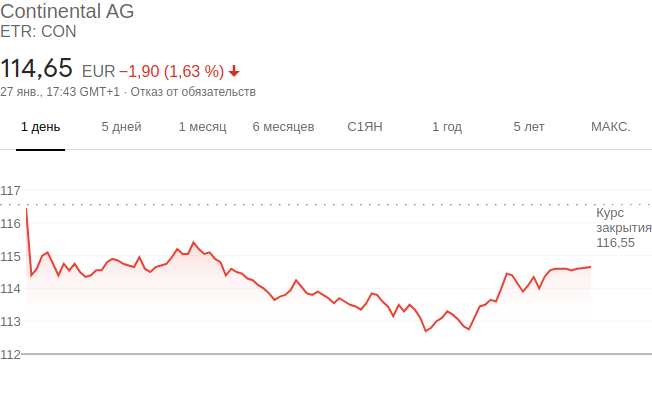 Continental AG
ETR: CON
114,65 EUR −1,90 (1,63 %)
27 янв., 17:43 GMT+1 · Отказ от обязательств
1 день 5 дней 1 месяц 6 месяцев С1ЯН 1 год 5 лет МАКС.
117
116
115
114
113
112
Курс
закрытия
116,55